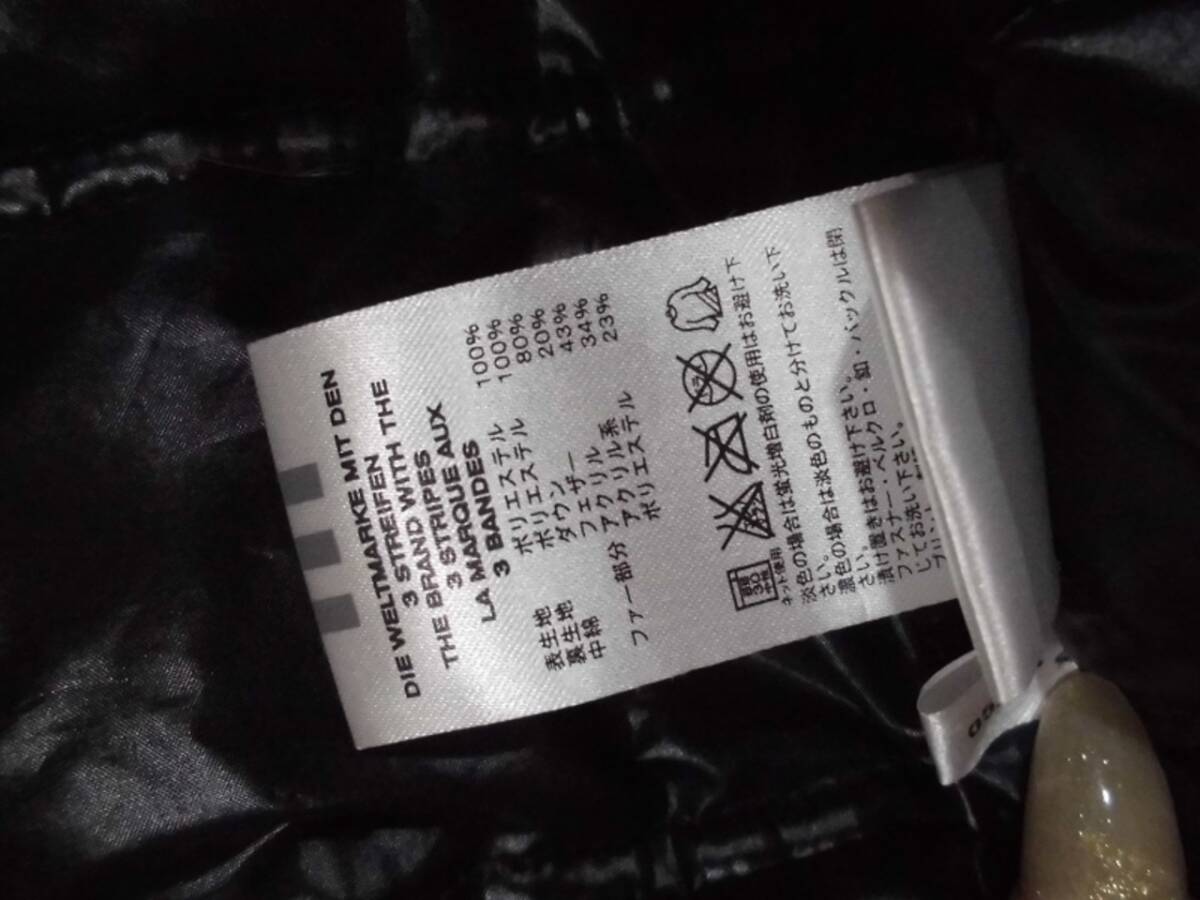 DIE WELTMARKE MIT DEN
3 STREIFEN
THE BRAND WITH THE
3 STRIPES
LA MARQUE AUX
3 BANDES
表生地 ポリエステル 100%
裏生地 ポリエステル 100%
中綿 ダウン 80%
フェザー 20%
ファー部分 アクリル 43%
アクリル系 34%
ポリエステル 23%
ネット使用
淡色の場合は蛍光増白剤の使用はお避け下
さい。
濃色の場合は淡色のものと分けてお洗い下
さい。
漬け置きはお避け下さい。
ファスナー・ベルクロ・釦・バックルは閉
じてお洗い下さい。